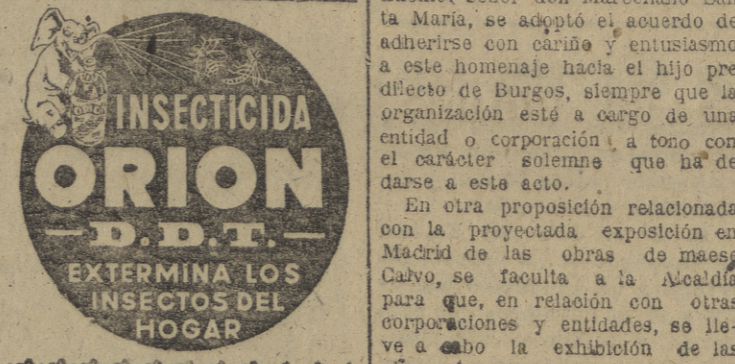 INSECTICIDA
ORION
— D.D.T. —
EXTERMINA LOS
INSECTOS DEL
HOGAR
ta María, se adoptó el acuerdo de
adherirse con cariño y entusiasmo
a este homenaje hacia el hijo pre
dilecto de Burgos, siempre que la
organización esté a cargo de una
entidad o corporación a tono con
el carácter solemne que ha de
darse a este acto.
En otra proposición relacionada
con la proyectada exposición en
Madrid de las obras de maese
Calvo, se faculta a la Alcaldía
para que, en relación con otras
corporaciones y entidades, se lle-
ve a cabo la exhibición de las